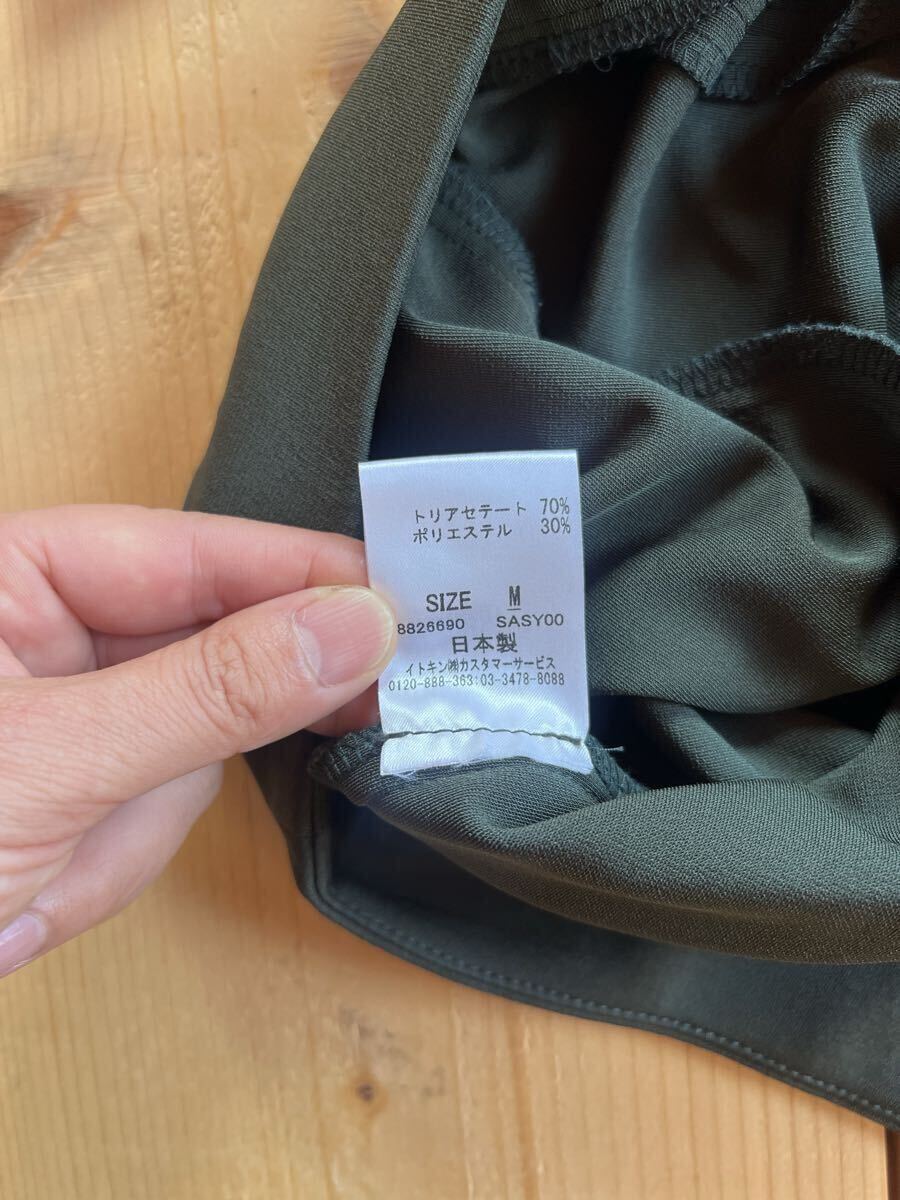 トリアセテート 70%
ポリエステル 30%
SIZE M
8826690 SASY00
日本製
イトキン㈱カスタマーサービス
0120-888-363:03-3478-8088